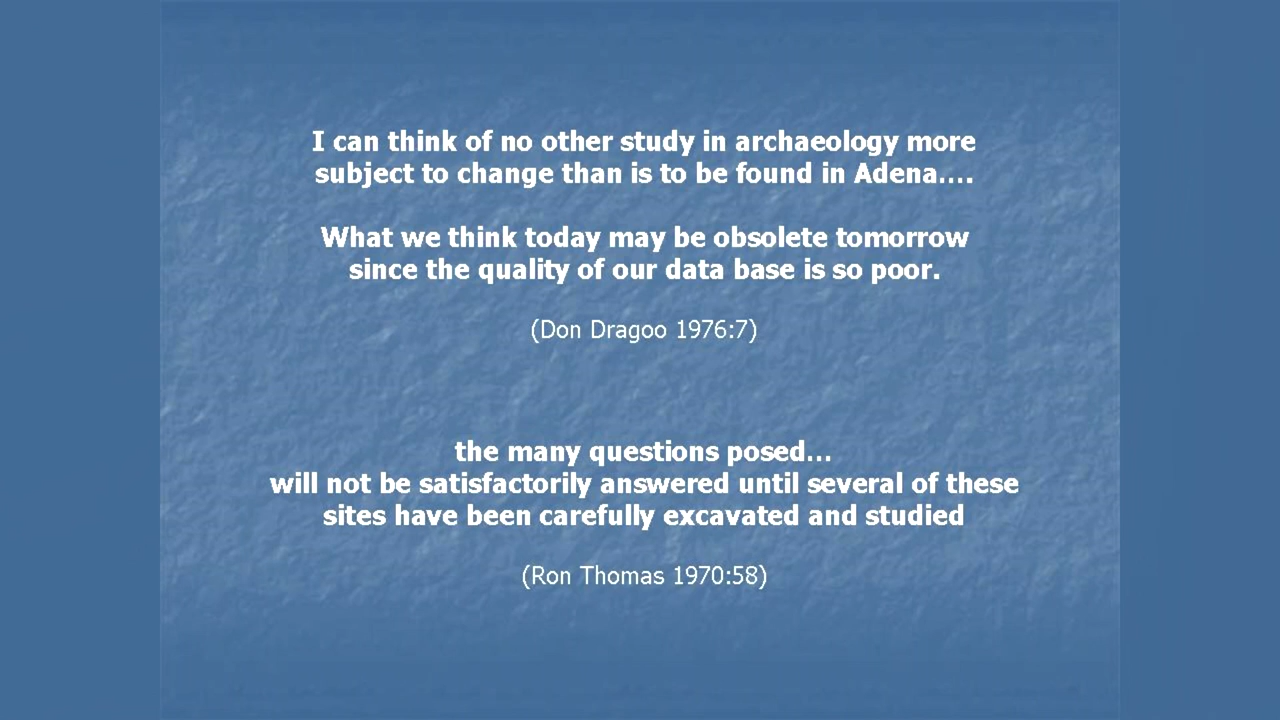 I can think of no other study in archaeology more
subject to change than is to be found in Adena....
What we think today may be obsolete tomorrow
since the quality of our data base is so poor.
(Don Dragoo 1976:7)
the many questions posed...
will not be satisfactorily answered until several of these
sites have been carefully excavated and studied
(Ron Thomas 1970:58)